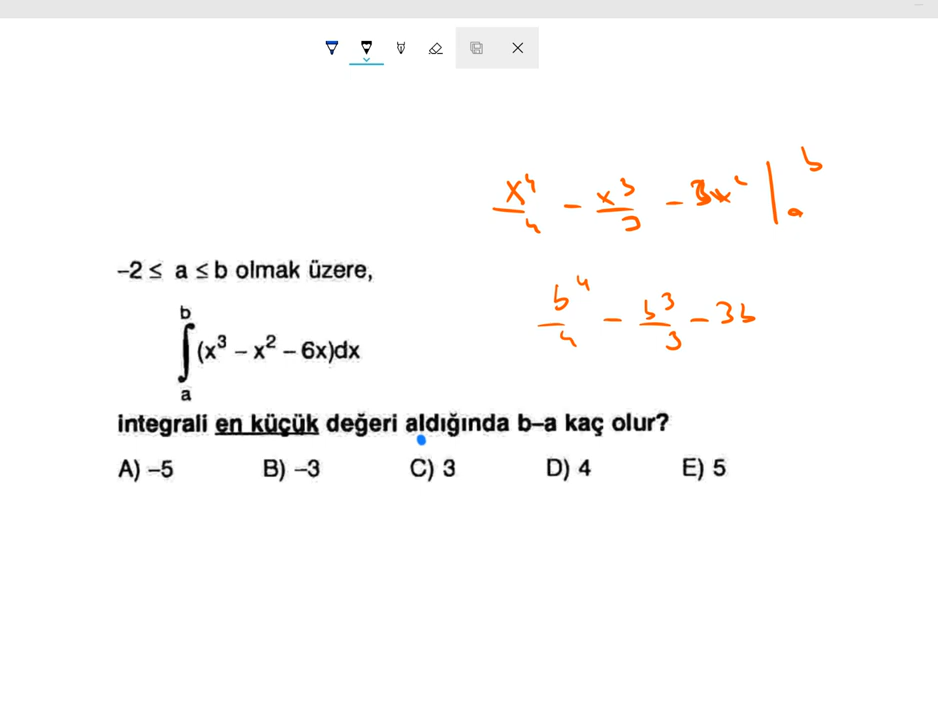 x⁴/4 - x³/3 - 3x² |ₐᵇ
-2 ≤ a ≤ b olmak üzere,
b⁴/4 - b³/3 - 3b
∫ₐᵇ (x³ – x² – 6x)dx
integrali en küçük değeri aldığında b–a kaç olur?
A) –5 B) –3 C) 3 D) 4 E) 5